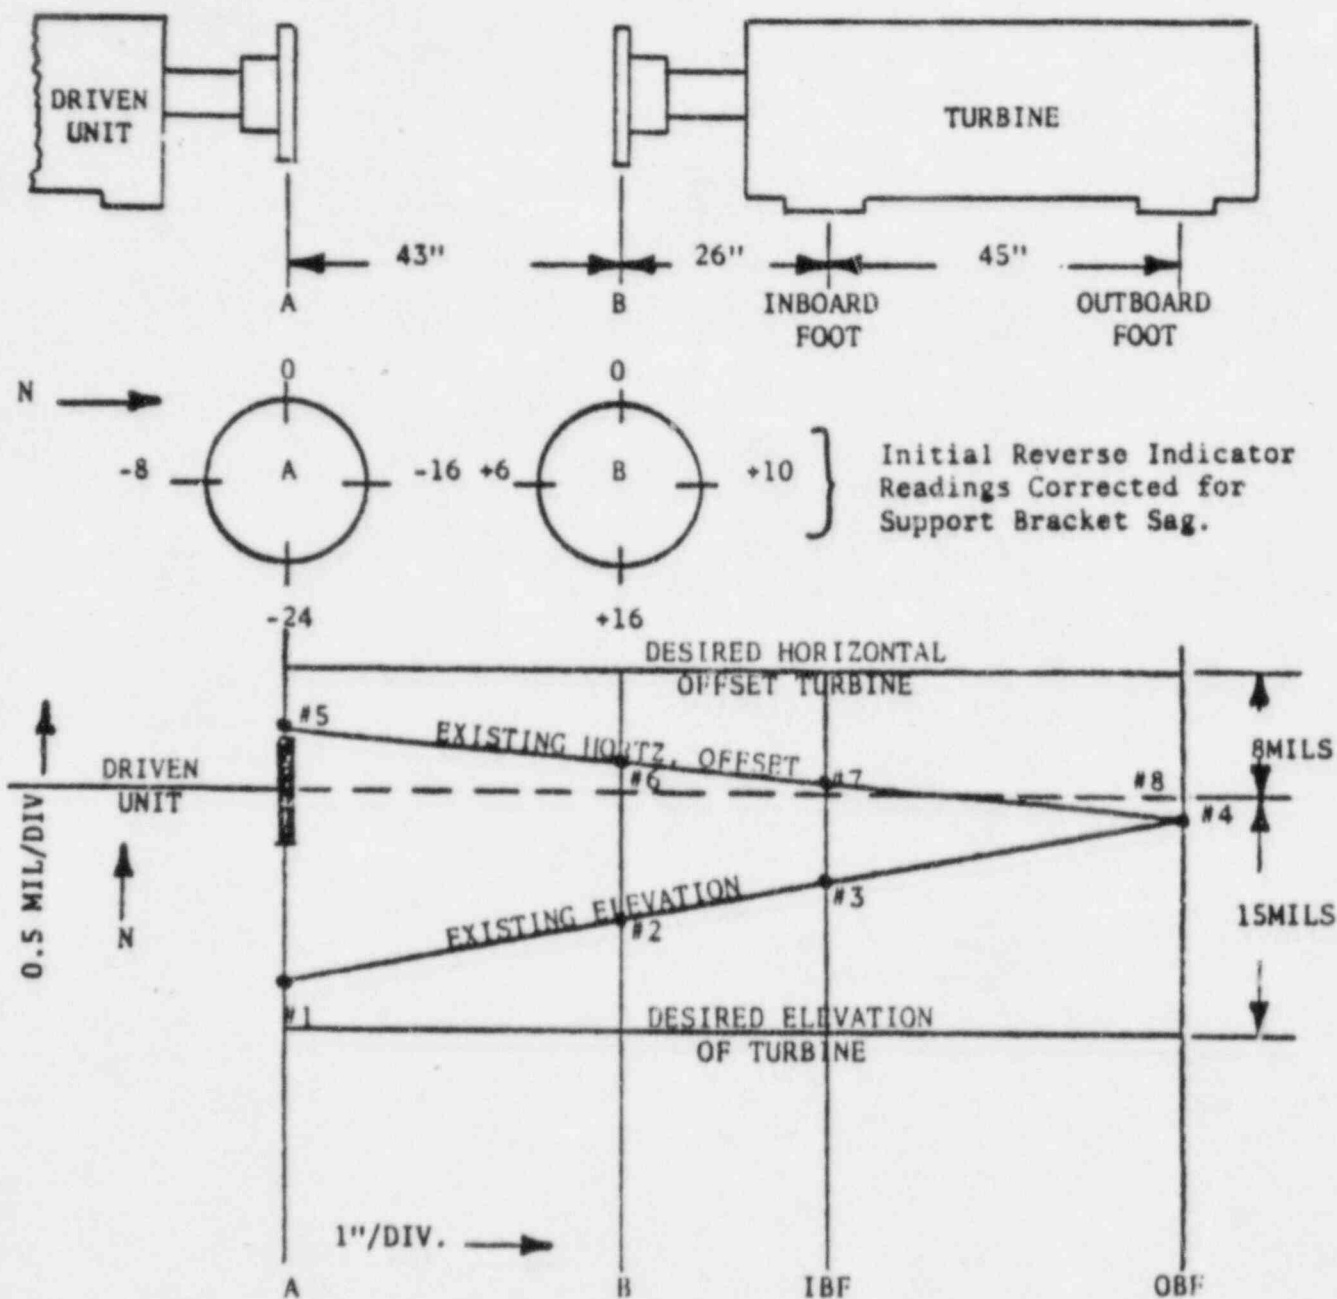 DRIVEN
UNIT
TURBINE
43"
26"
45"
A
B
INBOARD
FOOT
OUTBOARD
FOOT
N
0
0
-8
A
-16
+6
B
+10
Initial Reverse Indicator
Readings Corrected for
Support Bracket Sag.
-24
+16
DESIRED HORIZONTAL
OFFSET TURBINE
#5
EXISTING HORTZ. OFFSET
8MILS
DRIVEN
UNIT
#6
#7
#8
#4
0.5 MIL/DIV
N
EXISTING ELEVATION
#3
#2
15MILS
#1
DESIRED ELEVATION
OF TURBINE
1"/DIV.
A
B
IBF
OBF